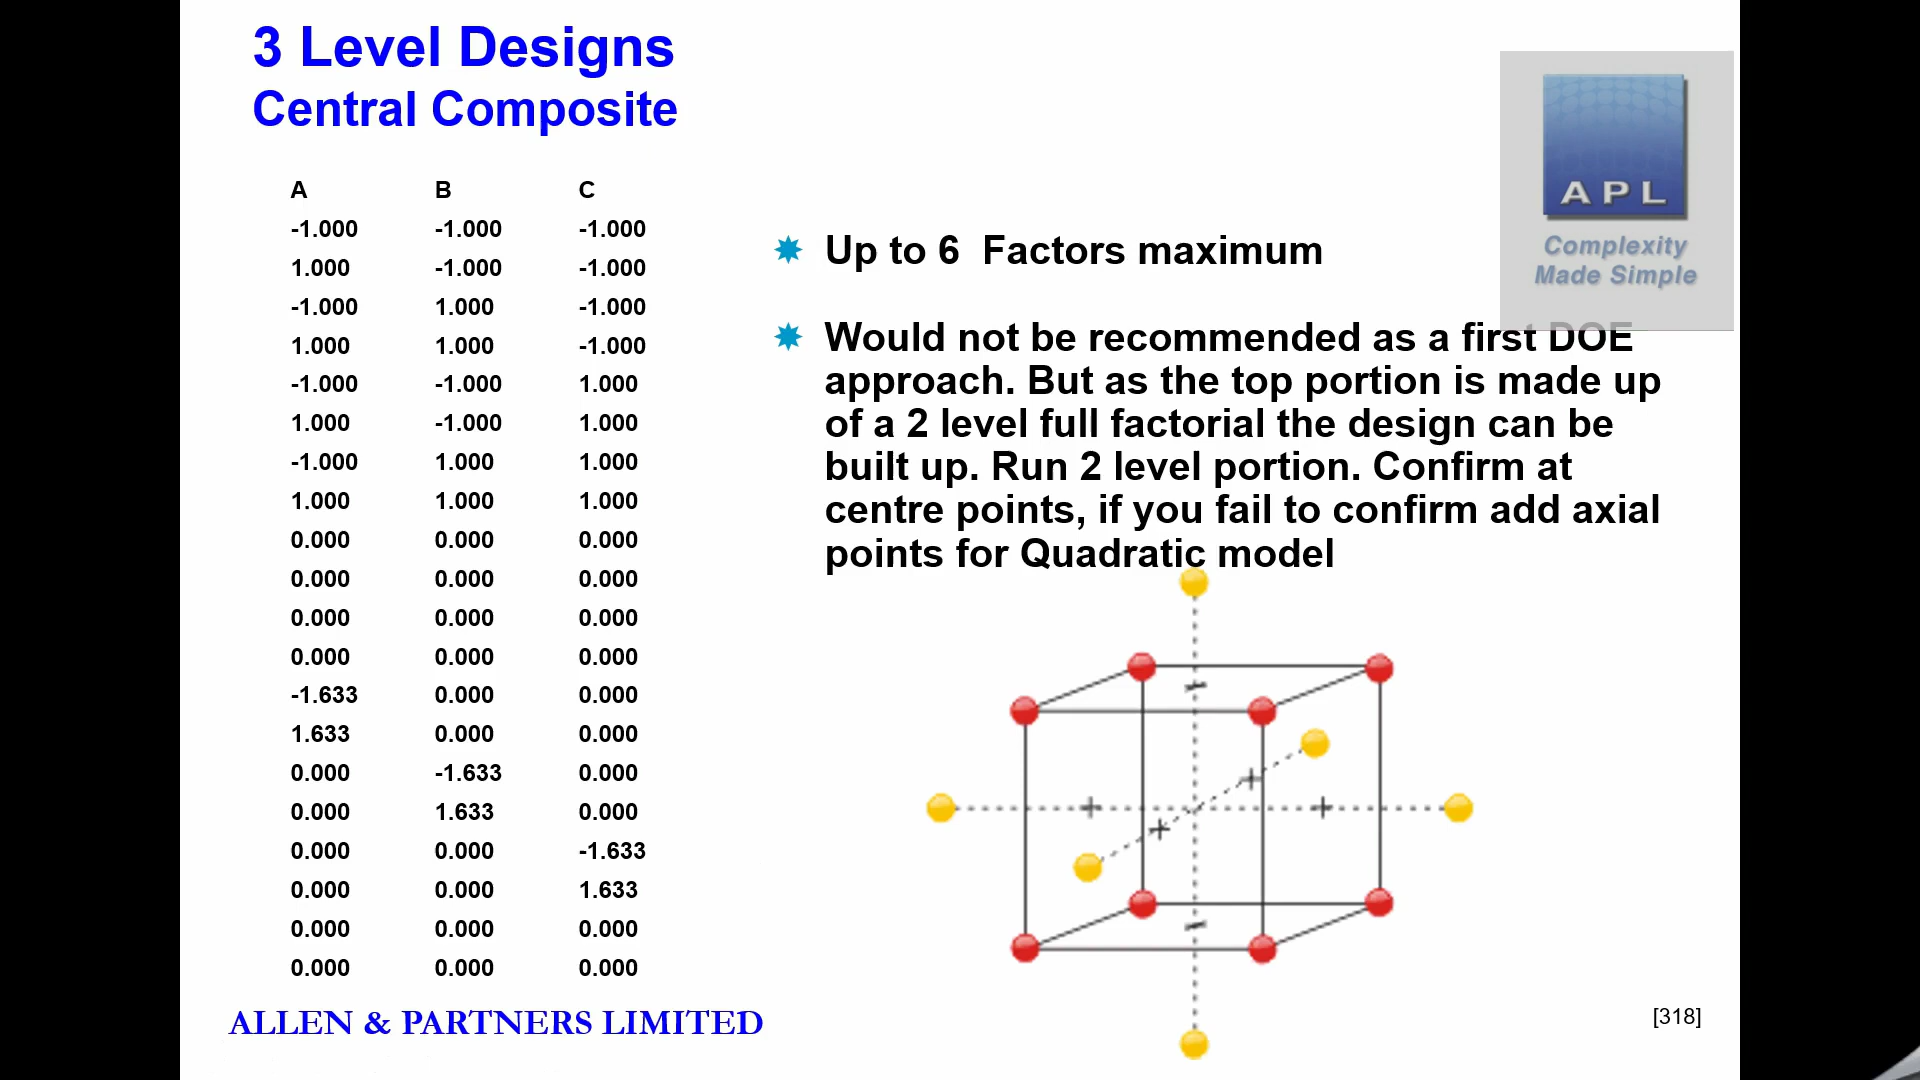 3 Level Designs
Central Composite
A B C
-1.000 -1.000 -1.000
1.000 -1.000 -1.000
-1.000 1.000 -1.000
1.000 1.000 -1.000
-1.000 -1.000 1.000
1.000 -1.000 1.000
-1.000 1.000 1.000
1.000 1.000 1.000
0.000 0.000 0.000
0.000 0.000 0.000
0.000 0.000 0.000
0.000 0.000 0.000
-1.633 0.000 0.000
1.633 0.000 0.000
0.000 -1.633 0.000
0.000 1.633 0.000
0.000 0.000 -1.633
0.000 0.000 1.633
0.000 0.000 0.000
0.000 0.000 0.000
Up to 6 Factors maximum
Would not be recommended as a first DOE
approach. But as the top portion is made up
of a 2 level full factorial the design can be
built up. Run 2 level portion. Confirm at
centre points, if you fail to confirm add axial
points for Quadratic model
APL
Complexity
Made Simple
ALLEN & PARTNERS LIMITED
[318]